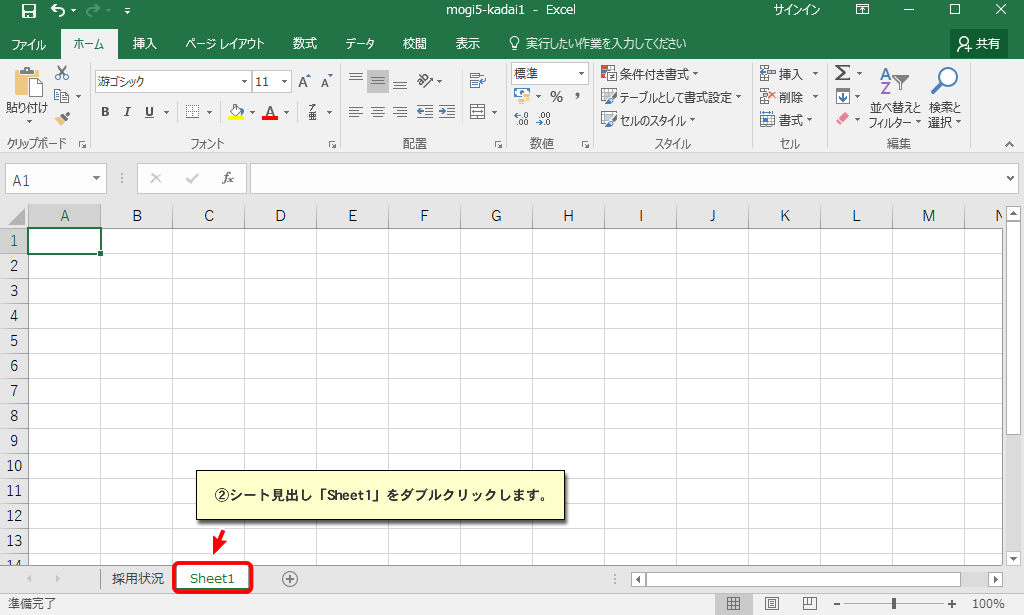 mogi5-kadai1 - Excel
サインイン
ファイル ホーム 挿入 ページ レイアウト 数式 データ 校閲 表示 実行したい作業を入力してください 共有
貼り付け
游ゴシック 11 A A
B I U A
標準
% ,
条件付き書式
テーブルとして書式設定
セルのスタイル
挿入
削除
書式
Σ
並べ替えと
フィルター
検索と
選択
クリップボード フォント 配置 数値 スタイル セル 編集
A1 fx
A B C D E F G H I J K L M N
1
2
3
4
5
6
7
8
9
10
11
12
13
14
②シート見出し「Sheet1」をダブルクリックします。
採用状況 Sheet1
準備完了 100%